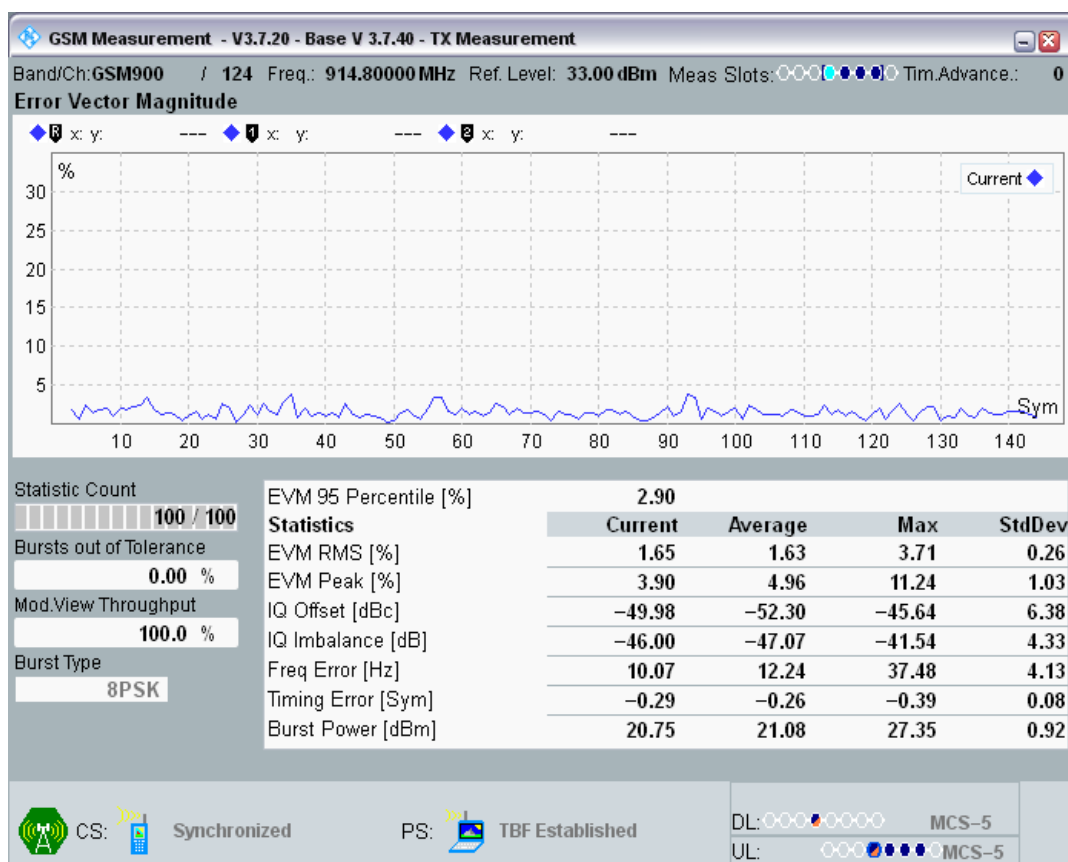 GSM Measurement - V3.7.20 - Base V 3.7.40 - TX Measurement
Band/Ch:GSM900 / 124 Freq.: 914.80000 MHz Ref. Level: 33.00 dBm Meas Slots: Tim.Advance.: 0
Error Vector Magnitude
R x: y: --- 1 x: y: --- 2 x: y: ---
%
Current
30
25
20
15
10
5
Sym
10 20 30 40 50 60 70 80 90 100 110 120 130 140
Statistic Count
100 / 100
Bursts out of Tolerance
0.00 %
Mod.View Throughput
100.0 %
Burst Type
8PSK
EVM 95 Percentile [%] 2.90
Statistics Current Average Max StdDev
EVM RMS [%] 1.65 1.63 3.71 0.26
EVM Peak [%] 3.90 4.96 11.24 1.03
IQ Offset [dBc] −49.98 −52.30 −45.64 6.38
IQ Imbalance [dB] −46.00 −47.07 −41.54 4.33
Freq Error [Hz] 10.07 12.24 37.48 4.13
Timing Error [Sym] −0.29 −0.26 −0.39 0.08
Burst Power [dBm] 20.75 21.08 27.35 0.92
CS: Synchronized PS: TBF Established
DL: MCS−5
UL: MCS−5